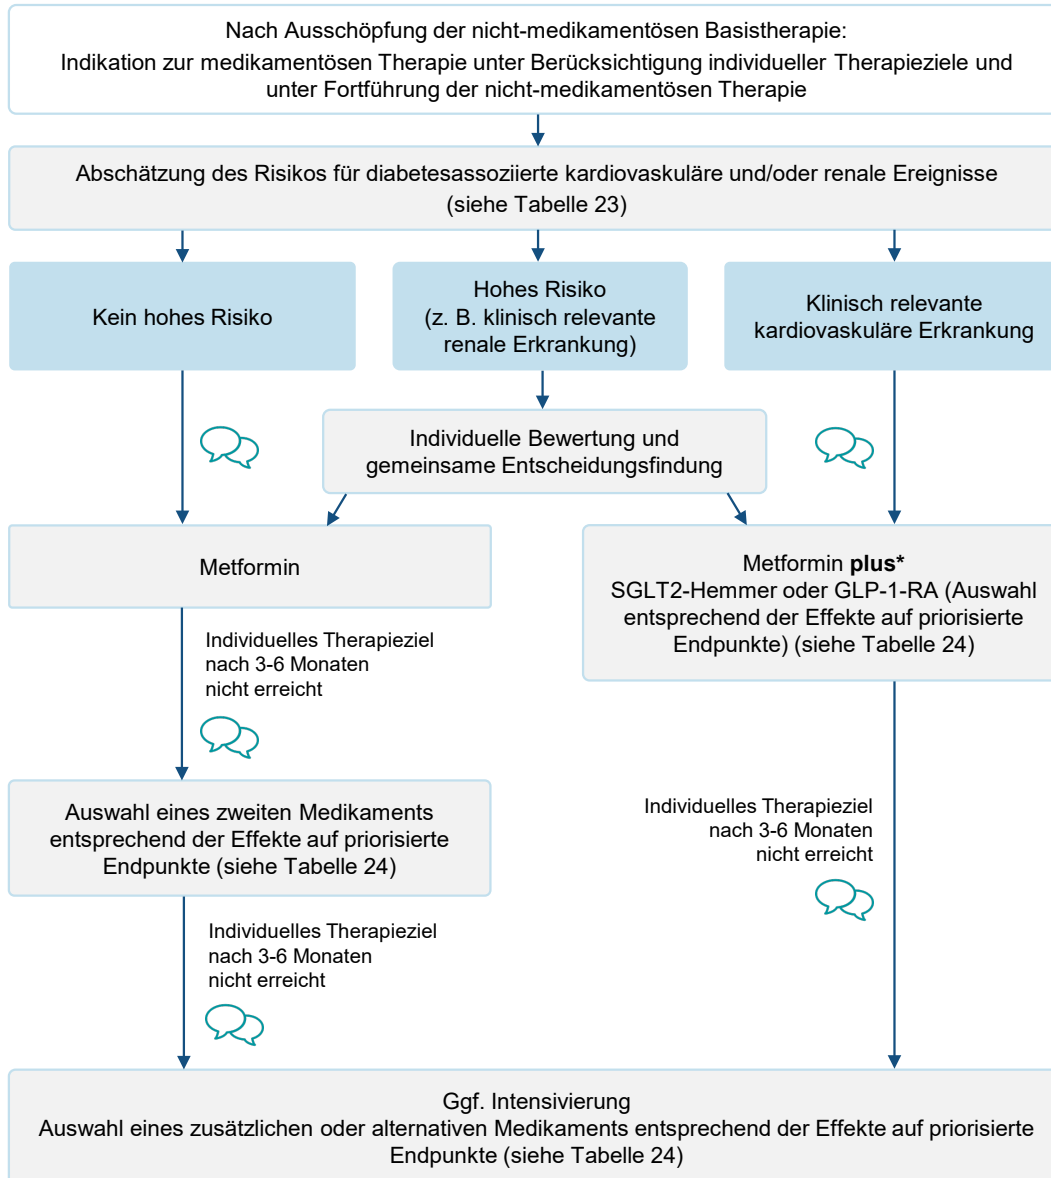 Nach Ausschöpfung der nicht-medikamentösen Basistherapie:
Indikation zur medikamentösen Therapie unter Berücksichtigung individueller Therapieziele und
unter Fortführung der nicht-medikamentösen Therapie
Abschätzung des Risikos für diabetesassoziierte kardiovaskuläre und/oder renale Ereignisse
(siehe Tabelle 23)
Kein hohes Risiko
Hohes Risiko
(z. B. klinisch relevante
renale Erkrankung)
Klinisch relevante
kardiovaskuläre Erkrankung
Individuelle Bewertung und
gemeinsame Entscheidungsfindung
Metformin
Metformin plus*
SGLT2-Hemmer oder GLP-1-RA (Auswahl
entsprechend der Effekte auf priorisierte
Endpunkte) (siehe Tabelle 24)
Individuelles Therapieziel
nach 3-6 Monaten
nicht erreicht
Auswahl eines zweiten Medikaments
entsprechend der Effekte auf priorisierte
Endpunkte (siehe Tabelle 24)
Individuelles Therapieziel
nach 3-6 Monaten
nicht erreicht
Individuelles Therapieziel
nach 3-6 Monaten
nicht erreicht
Ggf. Intensivierung
Auswahl eines zusätzlichen oder alternativen Medikaments entsprechend der Effekte auf priorisierte
Endpunkte (siehe Tabelle 24)